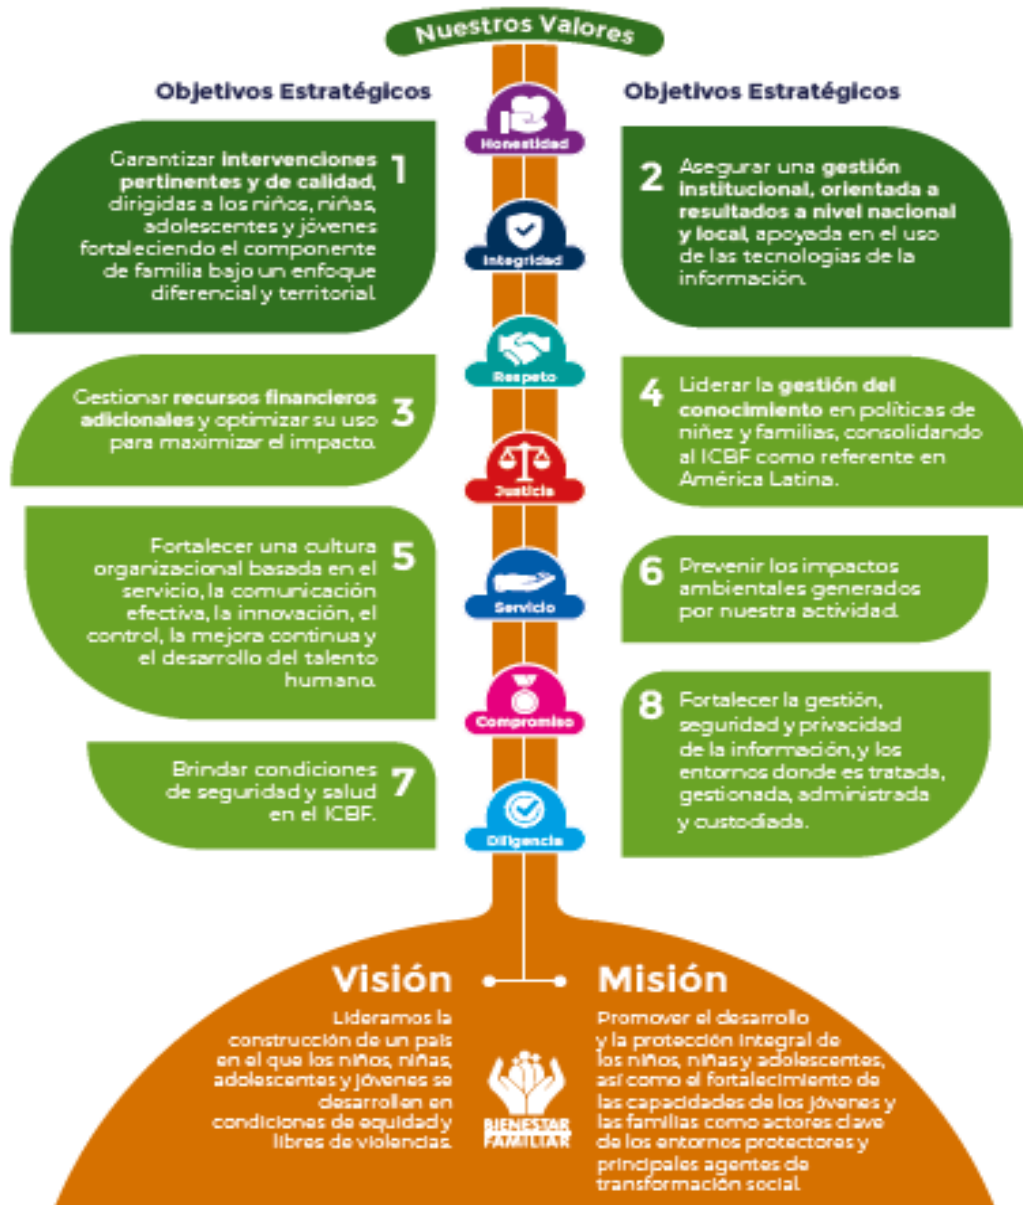 Nuestros Valores
Objetivos Estratégicos
1
Garantizar intervenciones
pertinentes y de calidad,
dirigidas a los niños, niñas,
adolescentes y jóvenes
fortaleciendo el componente
de familia bajo un enfoque
diferencial y territorial.
Objetivos Estratégicos
2
Asegurar una gestión
institucional, orientada a
resultados a nivel nacional
y local, apoyada en el uso
de las tecnologías de la
información.
3
Gestionar recursos financieros
adicionales y optimizar su uso
para maximizar el impacto.
4
Liderar la gestión del
conocimiento en políticas de
niñez y familias, consolidando
al ICBF como referente en
América Latina.
5
Fortalecer una cultura
organizacional basada en el
servicio, la comunicación
efectiva, la innovación, el
control, la mejora continua y
el desarrollo del talento
humano.
6
Prevenir los impactos
ambientales generados
por nuestra actividad.
7
Brindar condiciones
de seguridad y salud
en el ICBF.
8
Fortalecer la gestión,
seguridad y privacidad
de la información, y los
entornos donde es tratada,
gestionada, administrada
y custodiada.
Honestidad
Integridad
Respeto
Justicia
Servicio
Compromiso
Diligencia
Visión
Lideramos la
construcción de un país
en el que los niños, niñas,
adolescentes y jóvenes se
desarrollen en
condiciones de equidad y
libres de violencias.
BIENESTAR
FAMILIAR
Misión
Promover el desarrollo
y la protección integral de
los niños, niñas y adolescentes,
así como el fortalecimiento de
las capacidades de los jóvenes y
las familias como actores clave
de los entornos protectores y
principales agentes de
transformación social.